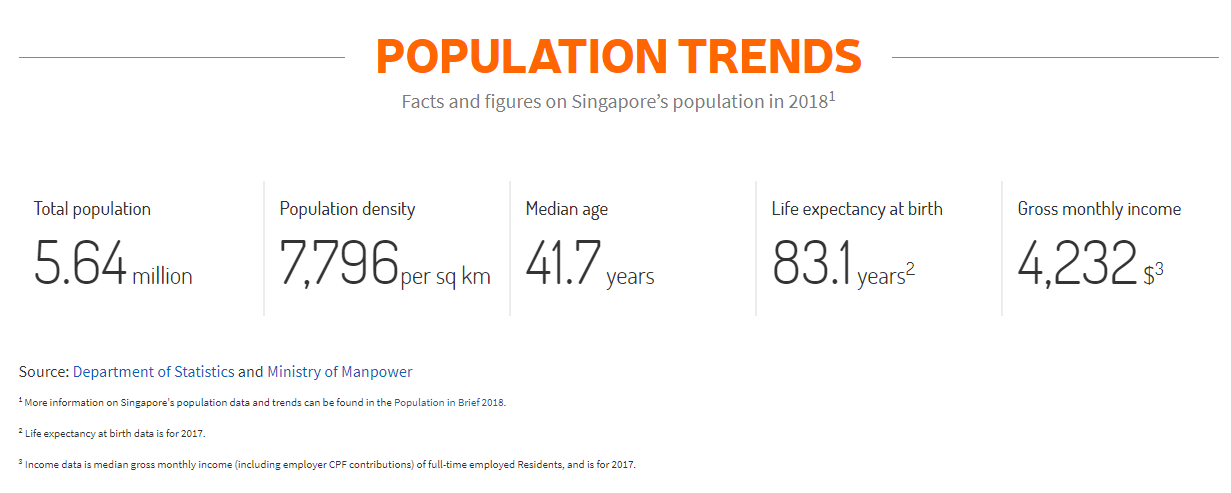 POPULATION TRENDS
Facts and figures on Singapore’s population in 2018¹
Total population
5.64 million
Population density
7,796 per sq km
Median age
41.7 years
Life expectancy at birth
83.1 years²
Gross monthly income
4,232 $³
Source: Department of Statistics and Ministry of Manpower
¹ More information on Singapore’s population data and trends can be found in the Population in Brief 2018.
² Life expectancy at birth data is for 2017.
³ Income data is median gross monthly income (including employer CPF contributions) of full-time employed Residents, and is for 2017.